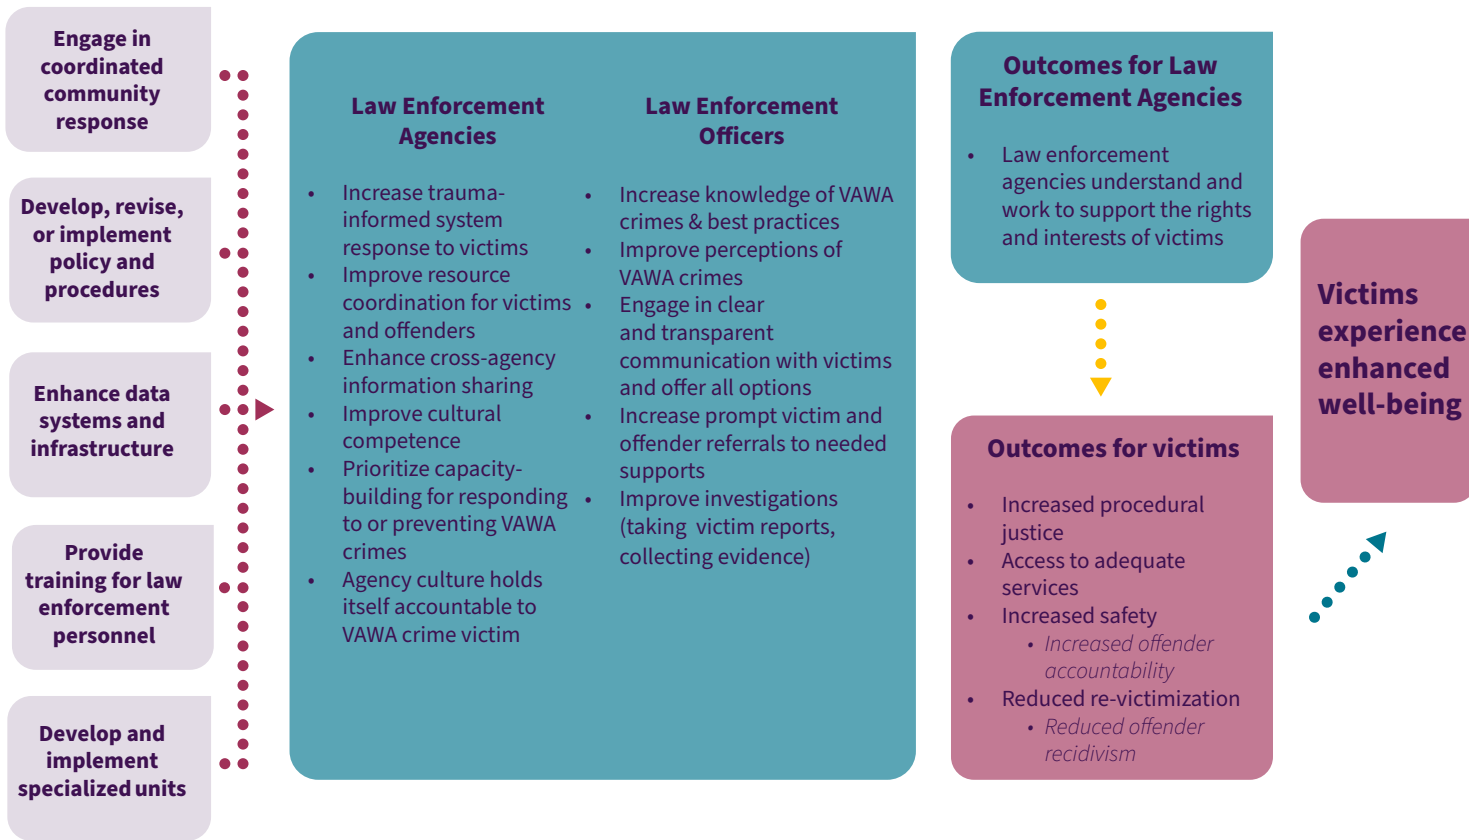 Engage in
coordinated
community
response
Develop, revise,
or implement
policy and
procedures
Enhance data
systems and
infrastructure
Provide
training for law
enforcement
personnel
Develop and
implement
specialized units
Law Enforcement
Agencies
• Increase trauma-
informed system
response to victims
• Improve resource
coordination for victims
and offenders
• Enhance cross-agency
information sharing
• Improve cultural
competence
• Prioritize capacity-
building for responding
to or preventing VAWA
crimes
• Agency culture holds
itself accountable to
VAWA crime victim
Law Enforcement
Officers
• Increase knowledge of VAWA
crimes & best practices
• Improve perceptions of
VAWA crimes
• Engage in clear
and transparent
communication with victims
and offer all options
• Increase prompt victim and
offender referrals to needed
supports
• Improve investigations
(taking victim reports,
collecting evidence)
Outcomes for Law
Enforcement Agencies
• Law enforcement
agencies understand and
work to support the rights
and interests of victims
Outcomes for victims
• Increased procedural
justice
• Access to adequate
services
• Increased safety
• Increased offender
accountability
• Reduced re-victimization
• Reduced offender
recidivism
Victims
experience
enhanced
well-being